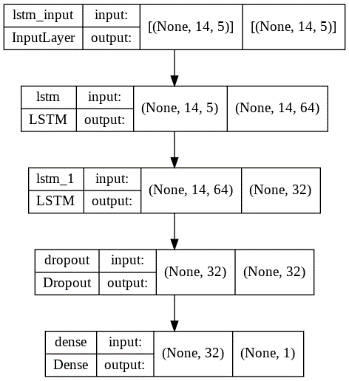 lstm_input input: [(None, 14, 5)] [(None, 14, 5)]
InputLayer output:
lstm input: (None, 14, 5) (None, 14, 64)
LSTM output:
lstm_1 input: (None, 14, 64) (None, 32)
LSTM output:
dropout input: (None, 32) (None, 32)
Dropout output:
dense input: (None, 32) (None, 1)
Dense output: